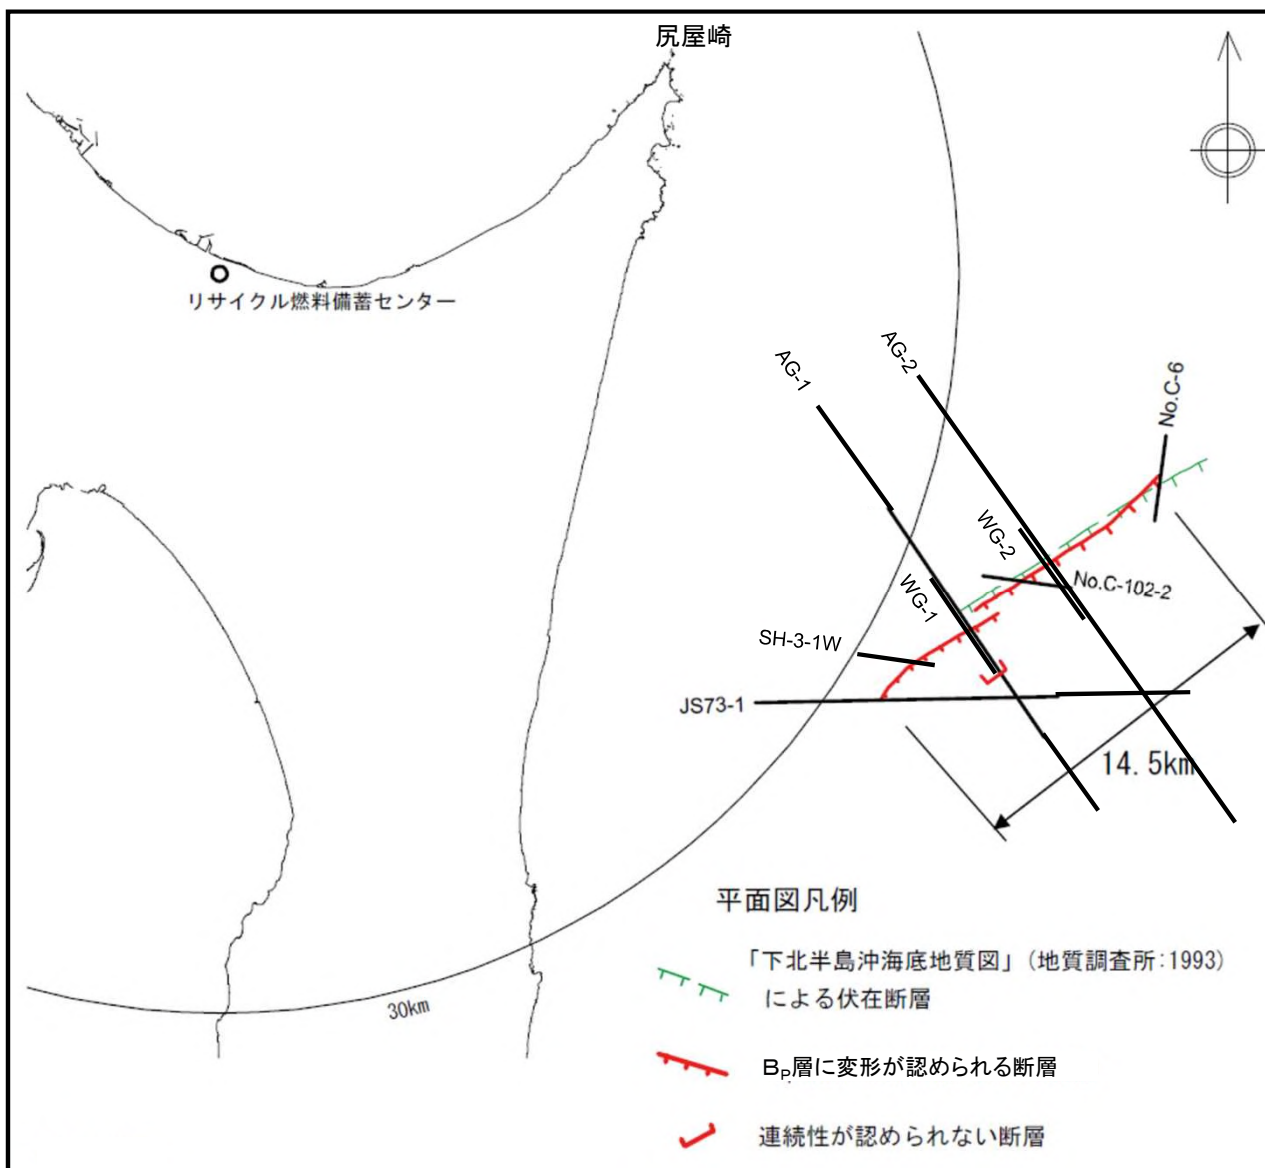 尻屋崎
リサイクル燃料備蓄センター
AG-1
AG-2
No.C-6
WG-2
WG-1
No.C-102-2
SH-3-1W
JS73-1
14.5km
30km
平面図凡例
「下北半島沖海底地質図」(地質調査所:1993)
による伏在断層
BP層に変形が認められる断層
連続性が認められない断層